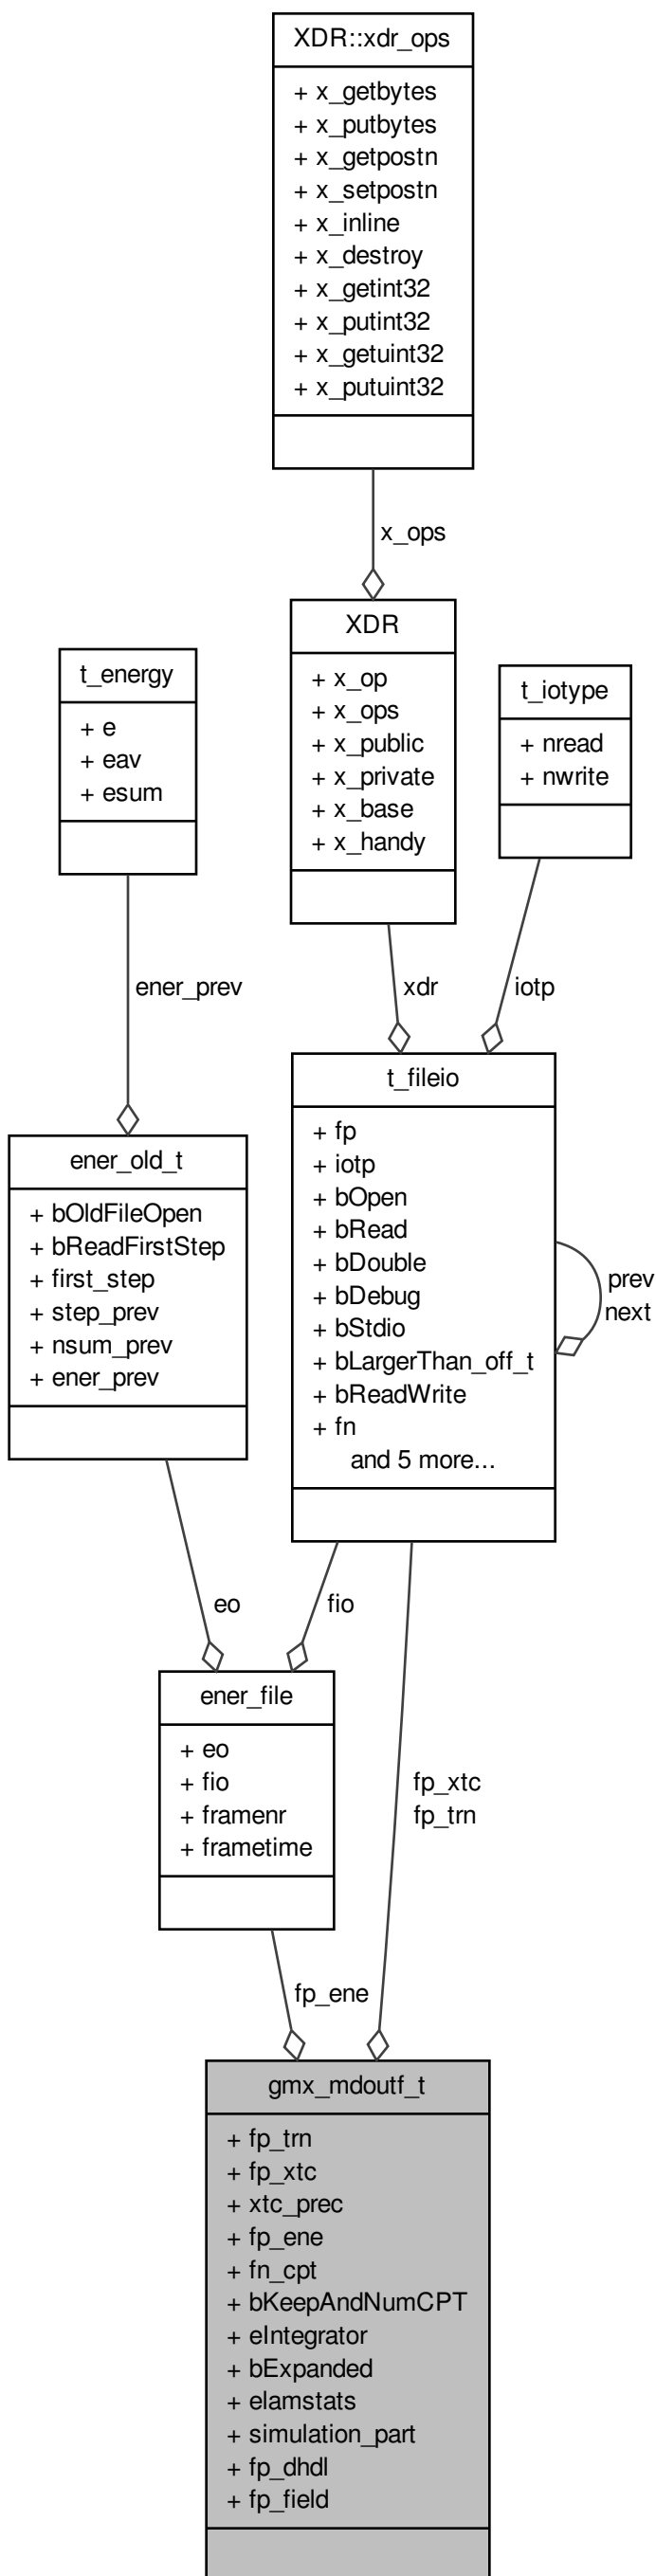 XDR::xdr_ops
+ x_getbytes
+ x_putbytes
+ x_getpostn
+ x_setpostn
+ x_inline
+ x_destroy
+ x_getint32
+ x_putint32
+ x_getuint32
+ x_putuint32
x_ops
XDR
+ x_op
+ x_ops
+ x_public
+ x_private
+ x_base
+ x_handy
t_energy
+ e
+ eav
+ esum
t_iotype
+ nread
+ nwrite
ener_prev
xdr
iotp
t_fileio
+ fp
+ iotp
+ bOpen
+ bRead
+ bDouble
+ bDebug
+ bStdio
+ bLargerThan_off_t
+ bReadWrite
+ fn
and 5 more...
prev
next
ener_old_t
+ bOldFileOpen
+ bReadFirstStep
+ first_step
+ step_prev
+ nsum_prev
+ ener_prev
eo
fio
ener_file
+ eo
+ fio
+ framenr
+ frametime
fp_xtc
fp_trn
fp_ene
gmx_mdoutf_t
+ fp_trn
+ fp_xtc
+ xtc_prec
+ fp_ene
+ fn_cpt
+ bKeepAndNumCPT
+ eIntegrator
+ bExpanded
+ elamstats
+ simulation_part
+ fp_dhdl
+ fp_field